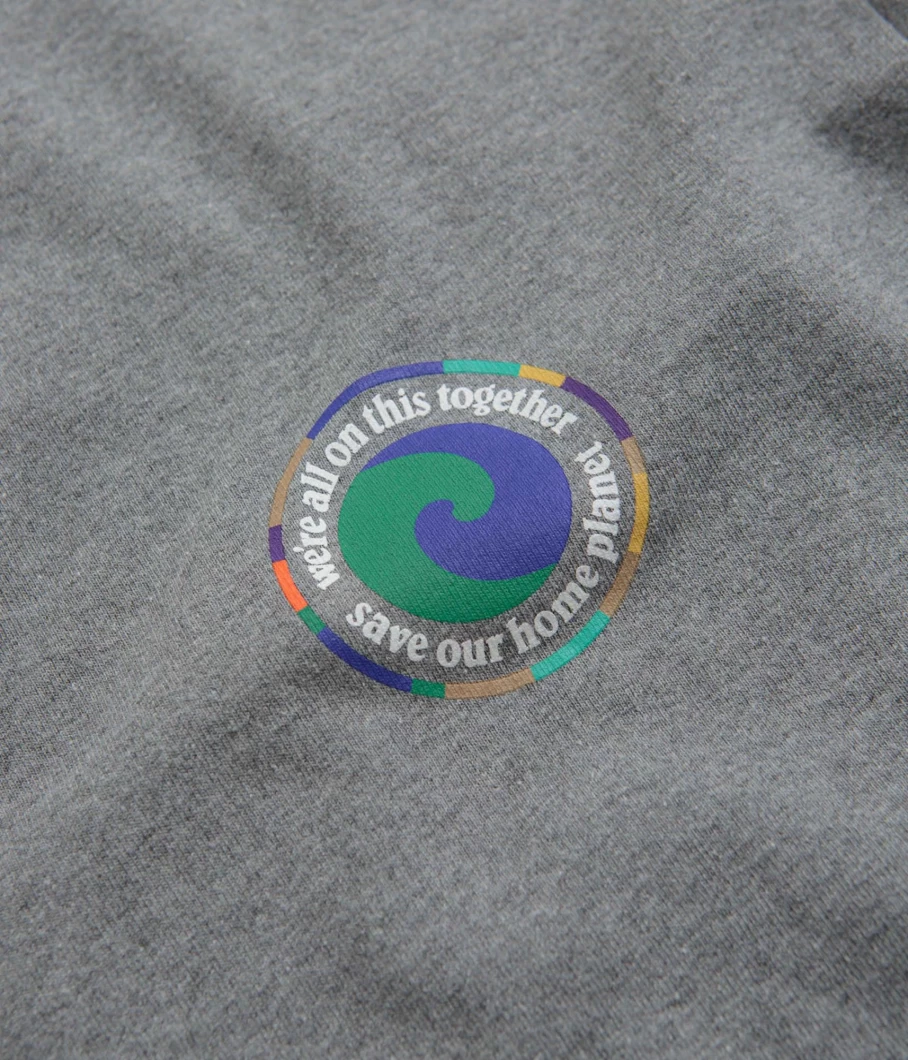 we're all on this together
save our home planet